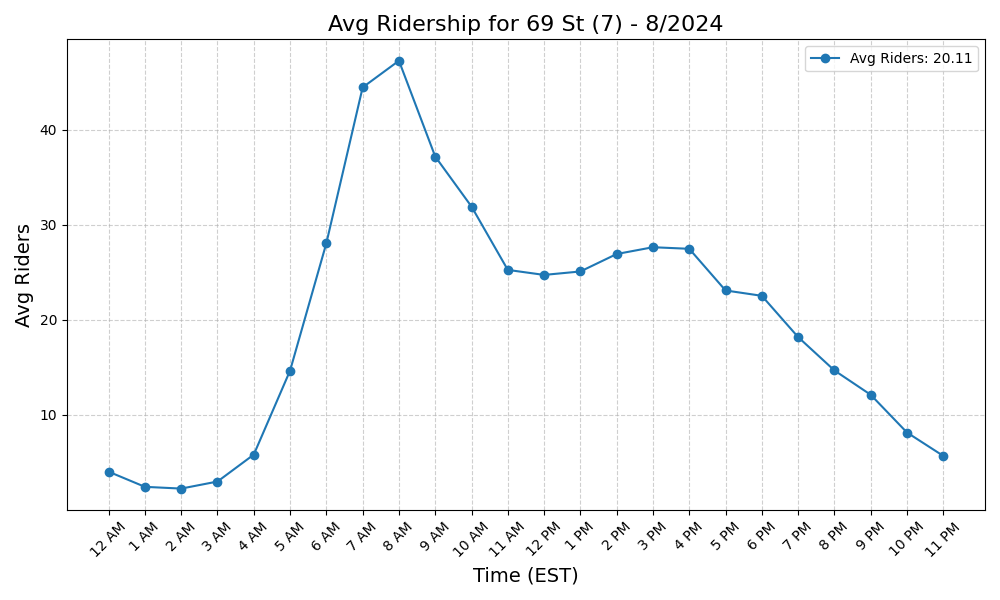 Avg Ridership for 69 St (7) - 8/2024
Avg Riders: 20.11
Avg Riders
40
30
20
10
12 AM
1 AM
2 AM
3 AM
4 AM
5 AM
6 AM
7 AM
8 AM
9 AM
10 AM
11 AM
12 PM
1 PM
2 PM
3 PM
4 PM
5 PM
6 PM
7 PM
8 PM
9 PM
10 PM
11 PM
Time (EST)